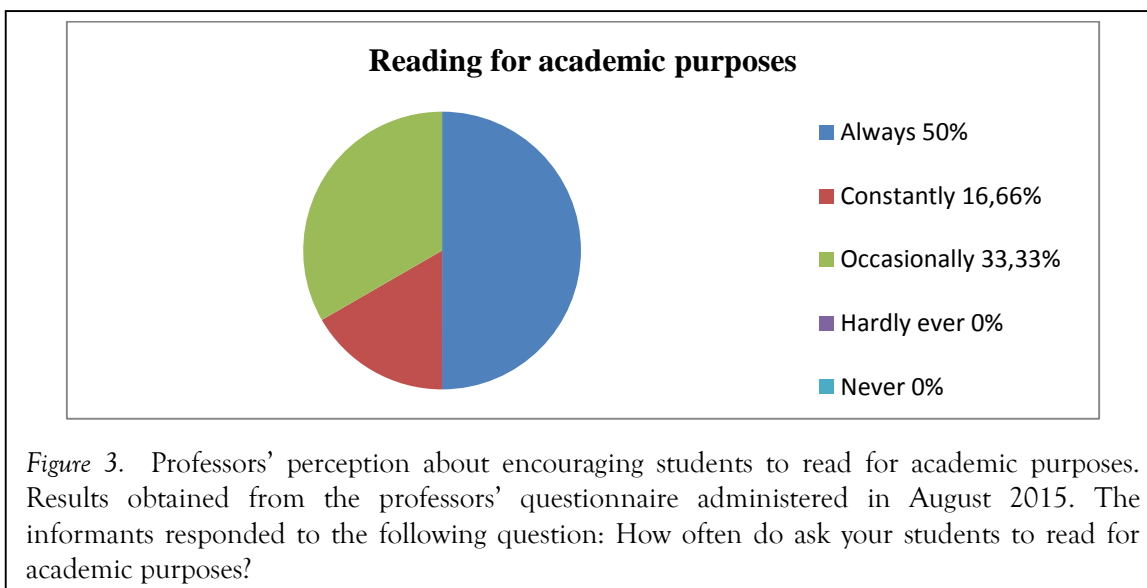 Reading for academic purposes
Always 50%
Constantly 16,66%
Occasionally 33,33%
Hardly ever 0%
Never 0%
Figure 3. Professors’ perception about encouraging students to read for academic purposes.
Results obtained from the professors’ questionnaire administered in August 2015. The
informants responded to the following question: How often do ask your students to read for
academic purposes?